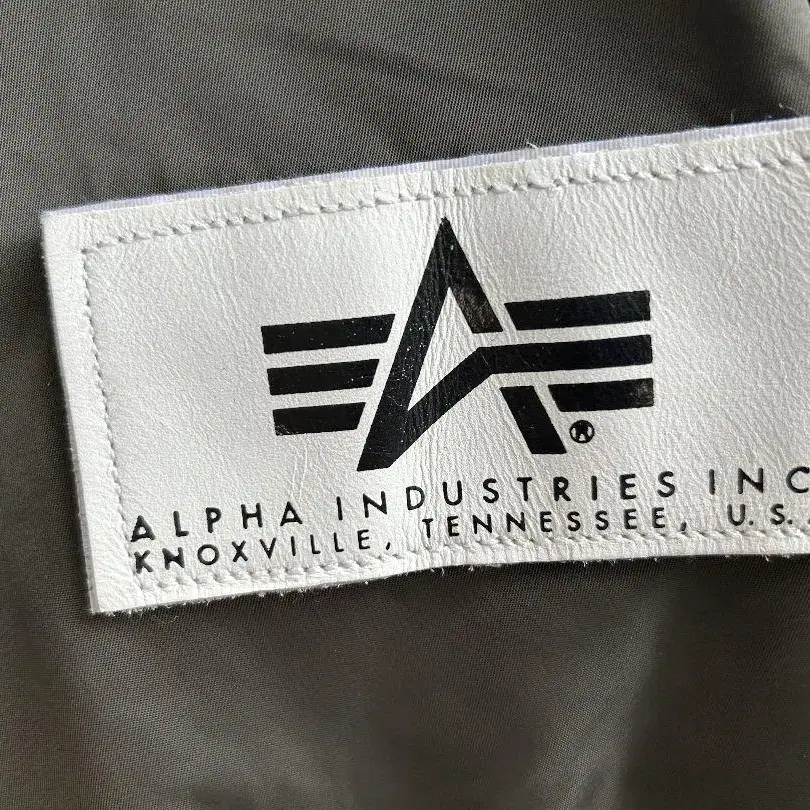 ALPHA INDUSTRIES INC
KNOXVILLE, TENNESSEE, U.S.